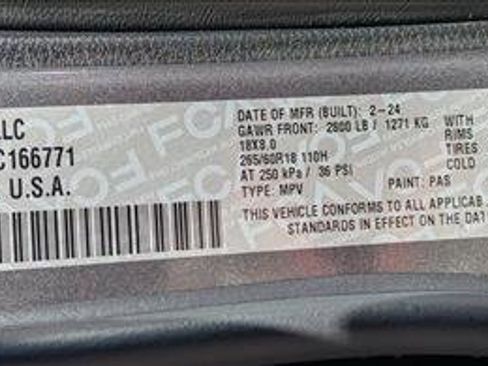 LLC
C166771
U.S.A.
DATE OF MFR (BUILT): 2-24
GAWR FRONT: 2800 LB / 1271 KG WITH
18X8.0 RIMS
265/60R18 110H TIRES
AT 250 kPa / 36 PSI COLD
TYPE: MPV PAINT: PAS
THIS VEHICLE CONFORMS TO ALL APPLICAB
STANDARDS IN EFFECT ON THE DAT
FCA